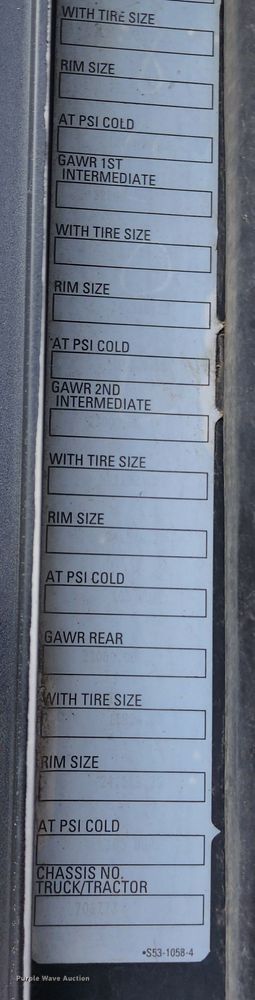 WITH TIRE SIZE
RIM SIZE
AT PSI COLD
GAWR 1ST
INTERMEDIATE
WITH TIRE SIZE
RIM SIZE
AT PSI COLD
GAWR 2ND
INTERMEDIATE
WITH TIRE SIZE
RIM SIZE
AT PSI COLD
GAWR REAR
WITH TIRE SIZE
RIM SIZE
AT PSI COLD
CHASSIS NO.
TRUCK/TRACTOR
•S53-1058-4
Purple Wave Auction